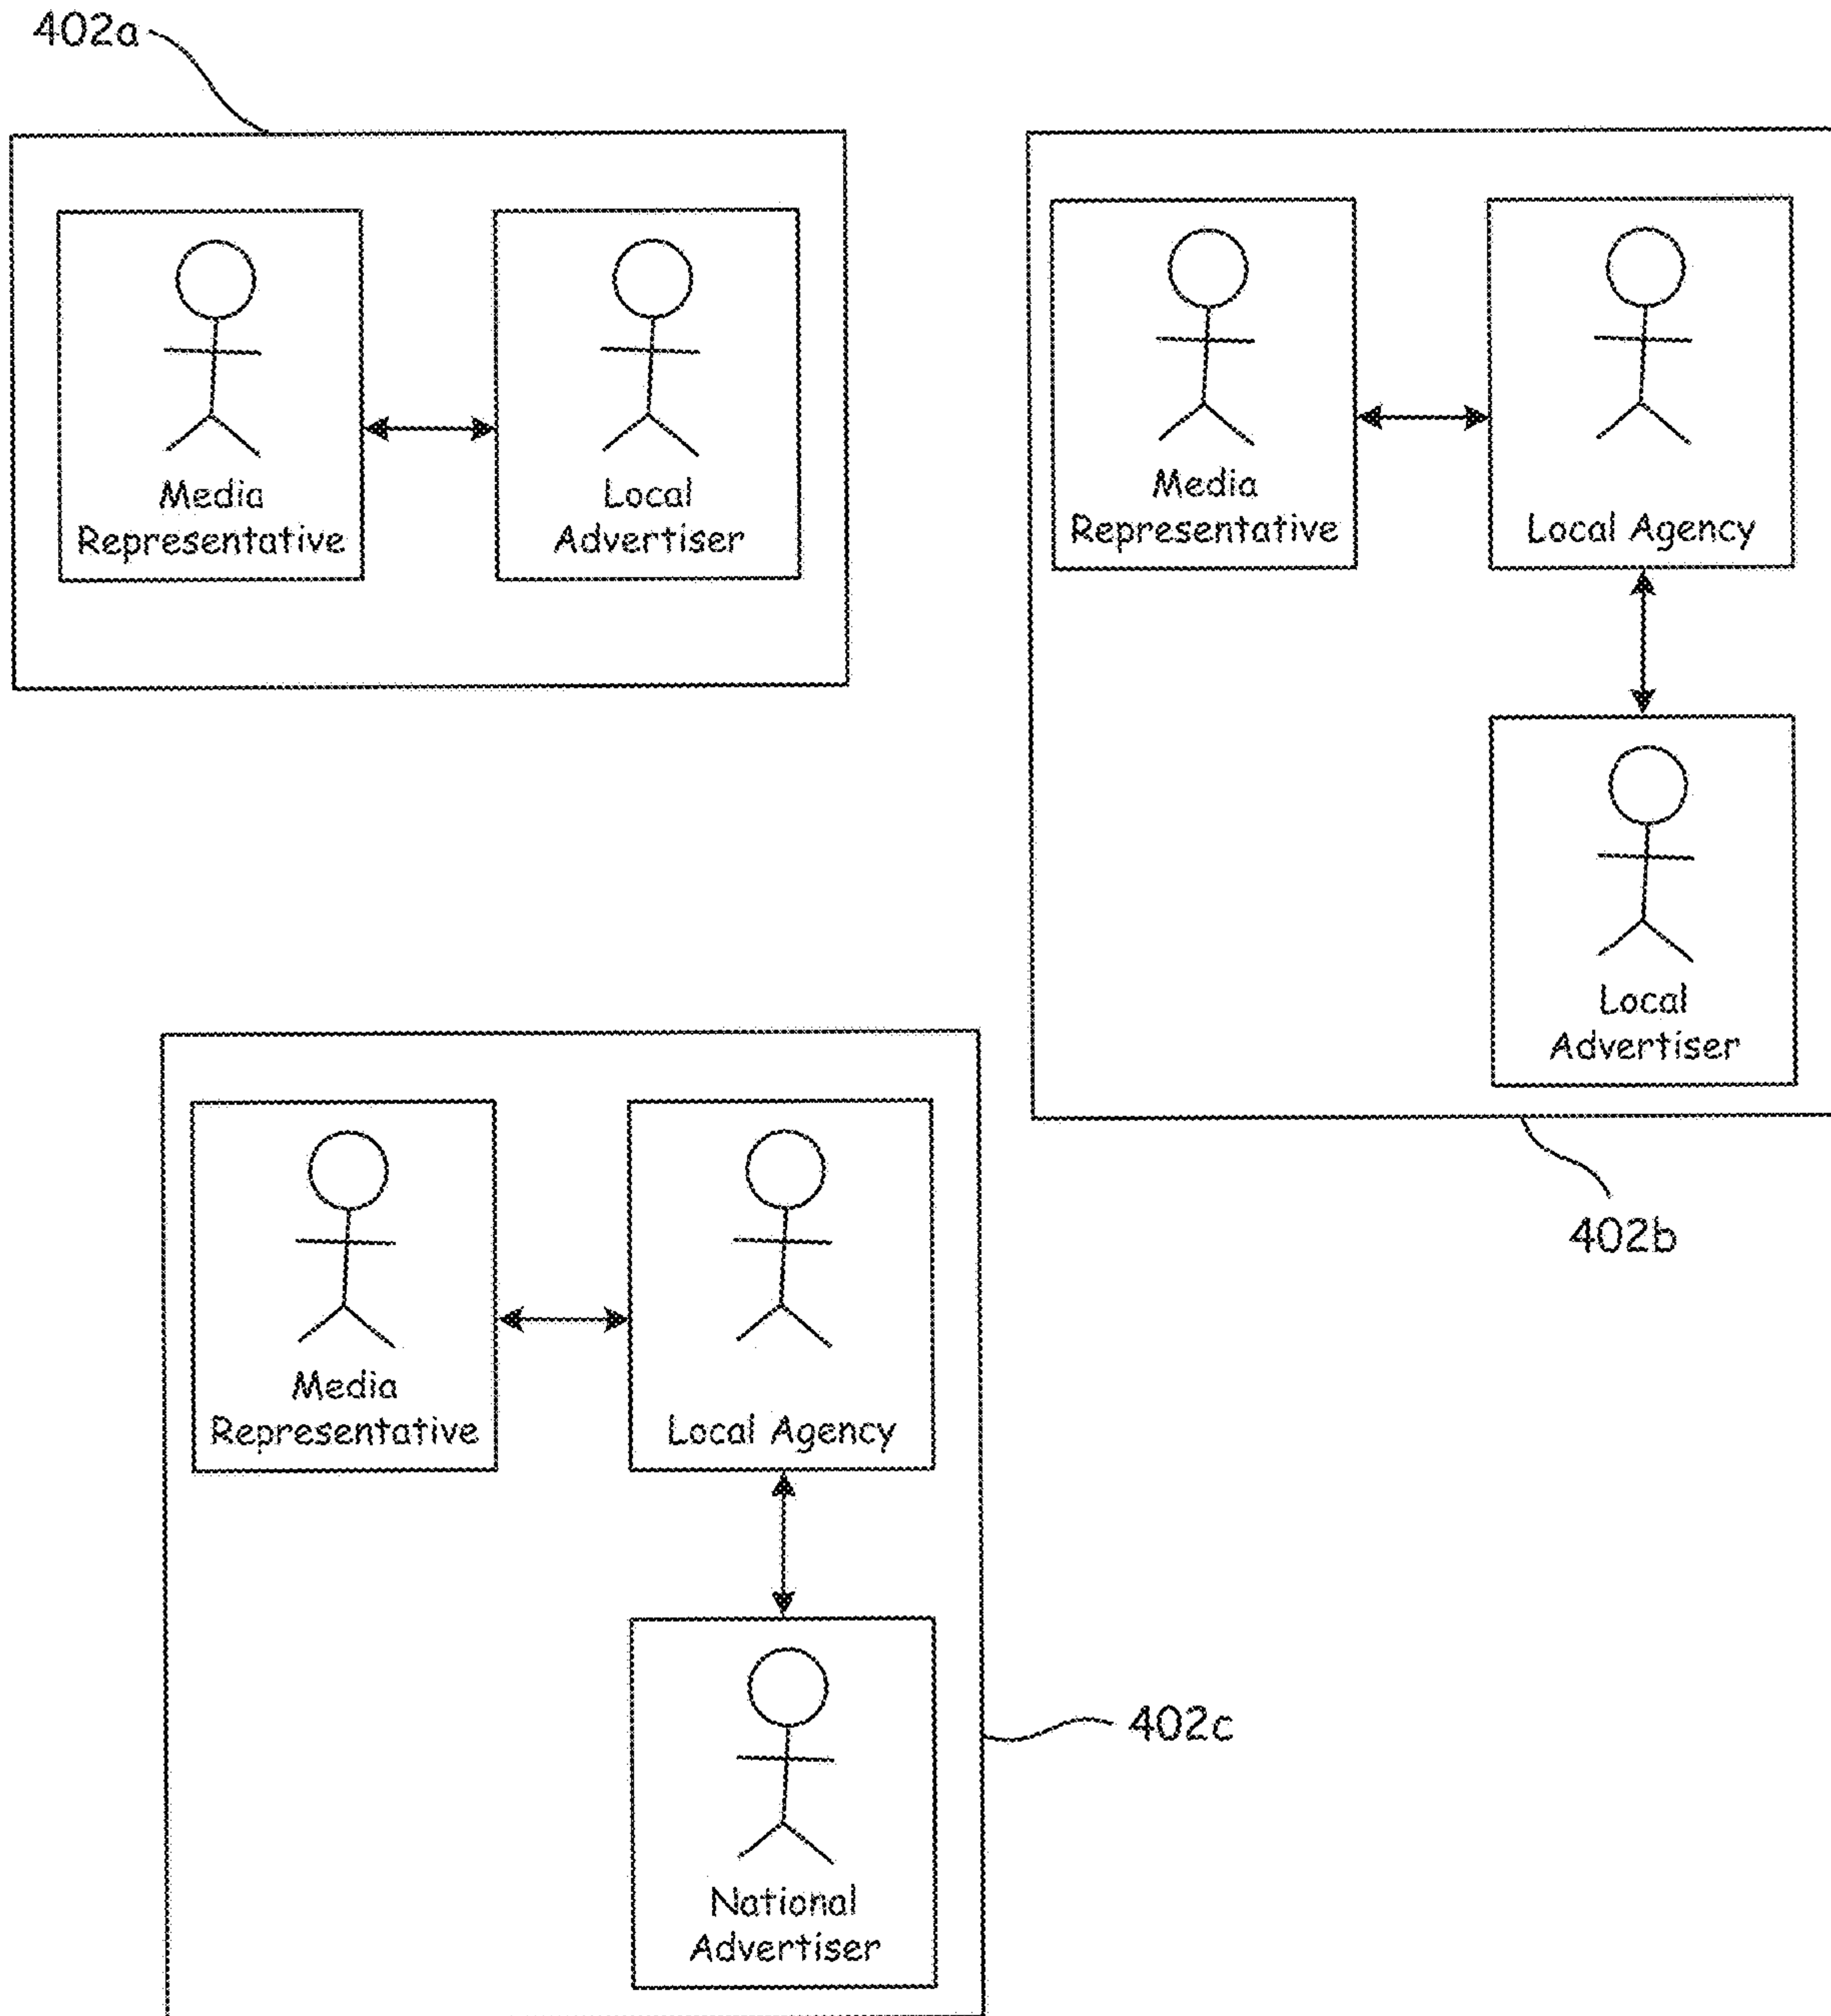 402a
Media
Representative
Local
Advertiser
Media
Representative
Local Agency
Local
Advertiser
402b
Media
Representative
Local Agency
National
Advertiser
402c